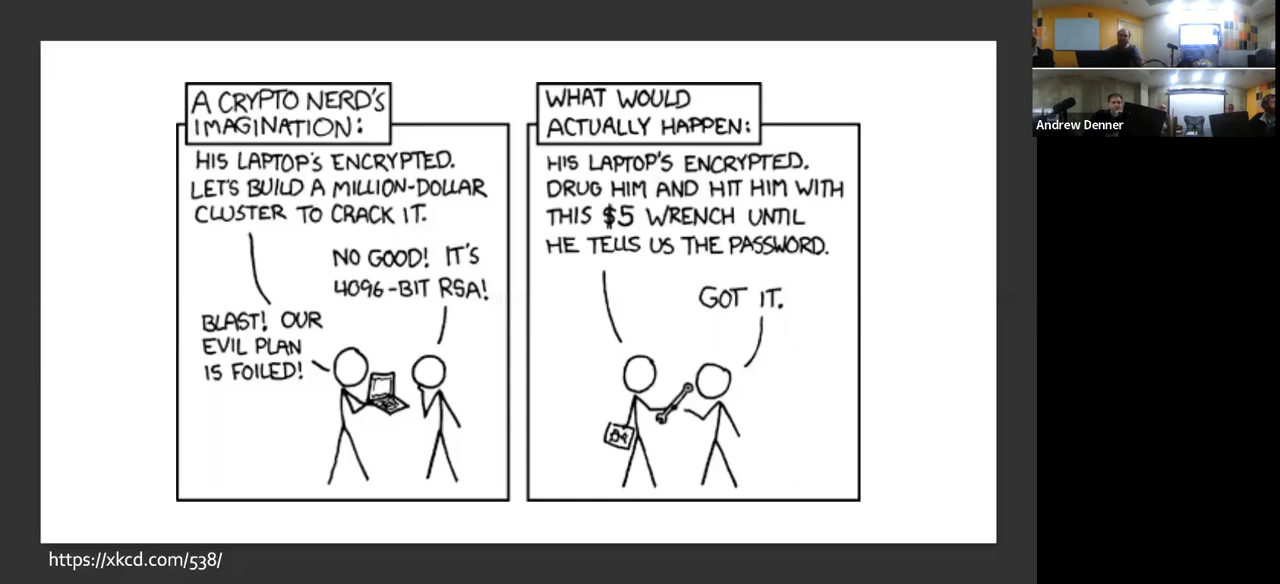 A CRYPTO NERD'S
IMAGINATION:
HIS LAPTOP'S ENCRYPTED.
LET'S BUILD A MILLION-DOLLAR
CLUSTER TO CRACK IT.
NO GOOD! IT'S
4096-BIT RSA!
BLAST! OUR
EVIL PLAN
IS FOILED!
WHAT WOULD
ACTUALLY HAPPEN:
HIS LAPTOP'S ENCRYPTED.
DRUG HIM AND HIT HIM WITH
THIS $5 WRENCH UNTIL
HE TELLS US THE PASSWORD.
GOT IT.
https://xkcd.com/538/
Andrew Denner